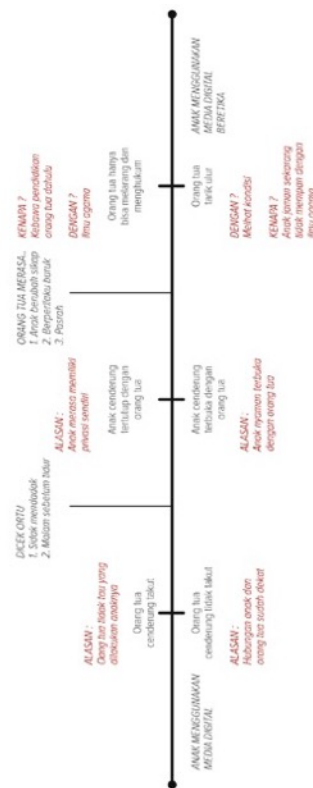 ANAK MENGGUNAKAN
MEDIA DIGITAL
ALASAN :
Orang tua tidak tau yang
dilakukan anaknya
Orang tua
cenderung takut
Orang tua
cenderung tidak takut
ALASAN :
Hubungan anak dan
orang tua sudah dekat
DICEK ORTU
1. Sidak mendadak
2. Malam sebelum tidur
ALASAN :
Anak merasa memiliki
privasi sendiri
Anak cenderung
tertutup dengan
orang tua
Anak cenderung
terbuka dengan
orang tua
ALASAN :
Anak nyaman terbuka
dengan orang tua
ORANG TUA MERASA..
1. Anak berubah sikap
2. Berperilaku buruk
3. Pasrah
KENAPA ?
Kebawa pendidikan
orang tua dahulu
DENGAN ?
Ilmu agama
Orang tua hanya
bisa melarang dan
menghukum
Orang tua
tarik ulur
DENGAN ?
Melihat kondisi
KENAPA ?
Anak jaman sekarang
tidak mempan dengan
ilmu agama
ANAK MENGGUNAKAN
MEDIA DIGITAL
BERETIKA